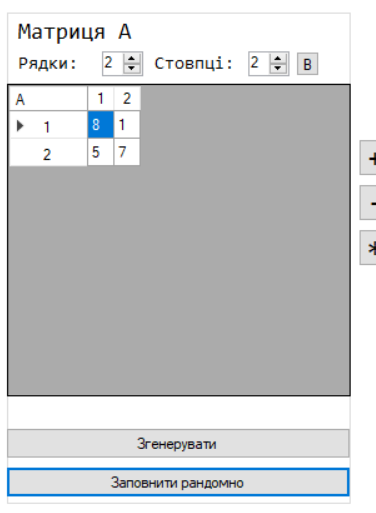 Матриця А
Рядки: 2 Стовпці: 2 В
А 1 2
1 8 1
2 5 7
+
-
*
Згенерувати
Заповнити рандомно